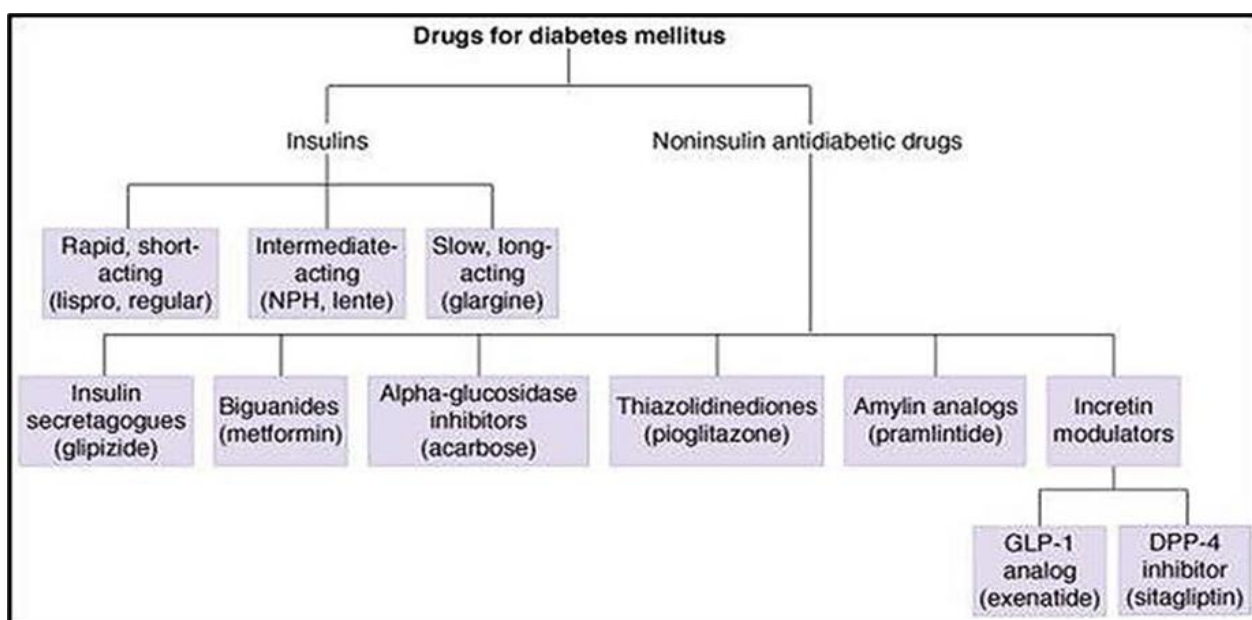 Drugs for diabetes mellitus
Insulins
Noninsulin antidiabetic drugs
Rapid, short-
acting
(lispro, regular)
Intermediate-
acting
(NPH, lente)
Slow, long-
acting
(glargine)
Insulin
secretagogues
(glipizide)
Biguanides
(metformin)
Alpha-glucosidase
inhibitors
(acarbose)
Thiazolidinediones
(pioglitazone)
Amylin analogs
(pramlintide)
Incretin
modulators
GLP-1
analog
(exenatide)
DPP-4
inhibitor
(sitagliptin)